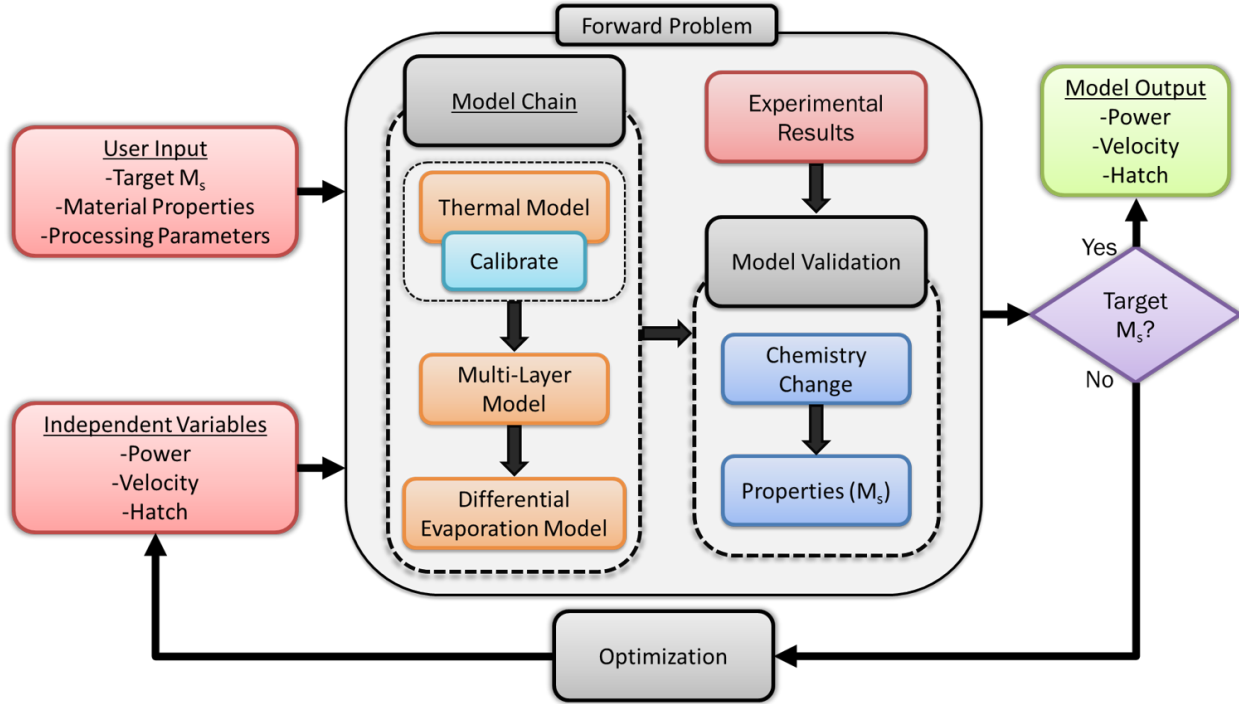 Forward Problem
User Input
-Target Ms
-Material Properties
-Processing Parameters
Independent Variables
-Power
-Velocity
-Hatch
Model Chain
Thermal Model
Calibrate
Multi-Layer
Model
Differential
Evaporation Model
Experimental
Results
Model Validation
Chemistry
Change
Properties (Ms)
Model Output
-Power
-Velocity
-Hatch
Yes
Target
Ms?
No
Optimization